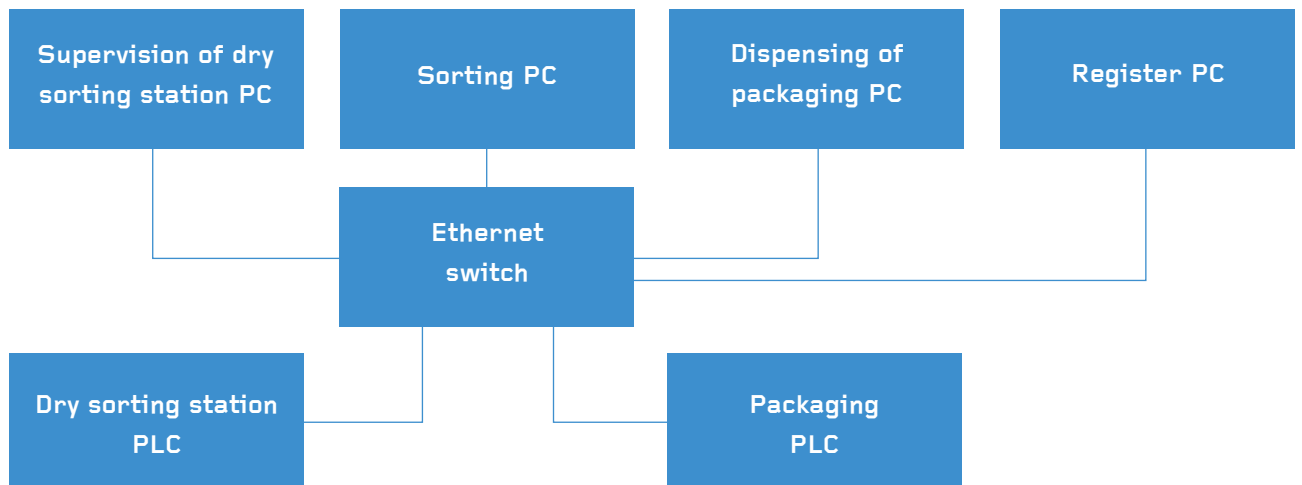 Supervision of dry
sorting station PC
Sorting PC
Dispensing of
packaging PC
Register PC
Ethernet
switch
Dry sorting station
PLC
Packaging
PLC